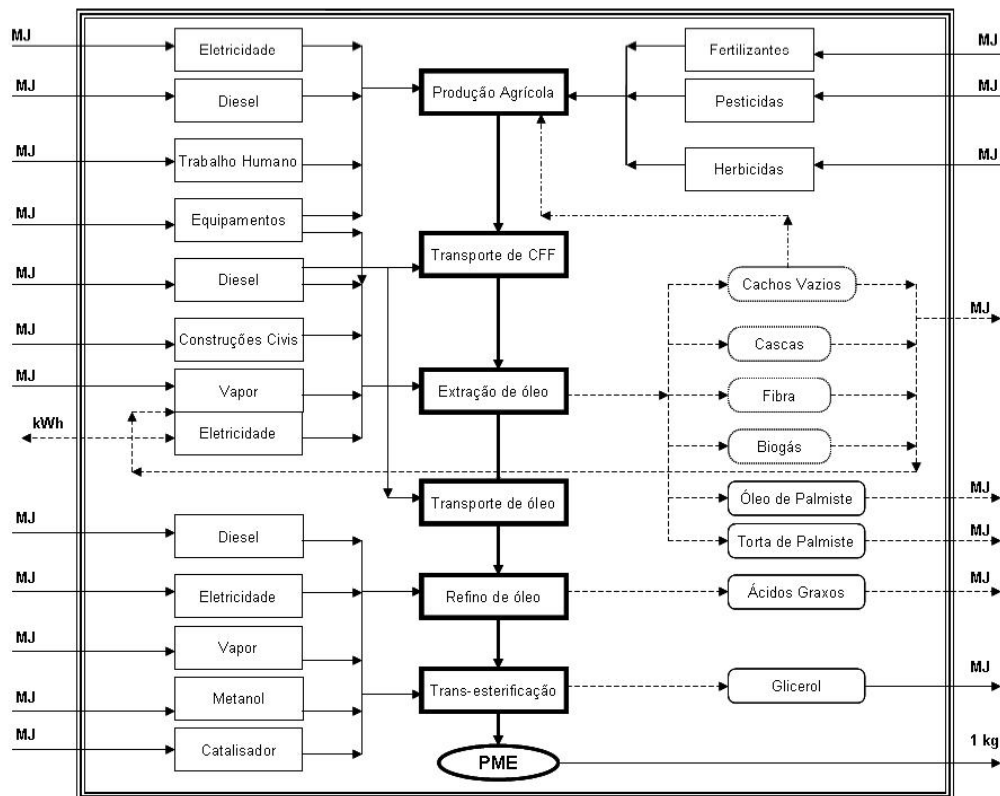 MJ
Eletricidade
MJ
Diesel
MJ
Trabalho Humano
MJ
Equipamentos
MJ
Diesel
MJ
Construções Civis
MJ
Vapor
kWh
Eletricidade
MJ
Diesel
MJ
Eletricidade
MJ
Vapor
MJ
Metanol
MJ
Catalisador
Produção Agrícola
Transporte de CFF
Extração de óleo
Transporte de óleo
Refino de óleo
Trans-esterificação
PME
Fertilizantes
MJ
Pesticidas
MJ
Herbicidas
MJ
Cachos Vazios
MJ
Cascas
Fibra
Biogás
Óleo de Palmiste
MJ
Torta de Palmiste
MJ
Ácidos Graxos
MJ
Glicerol
MJ
1 kg